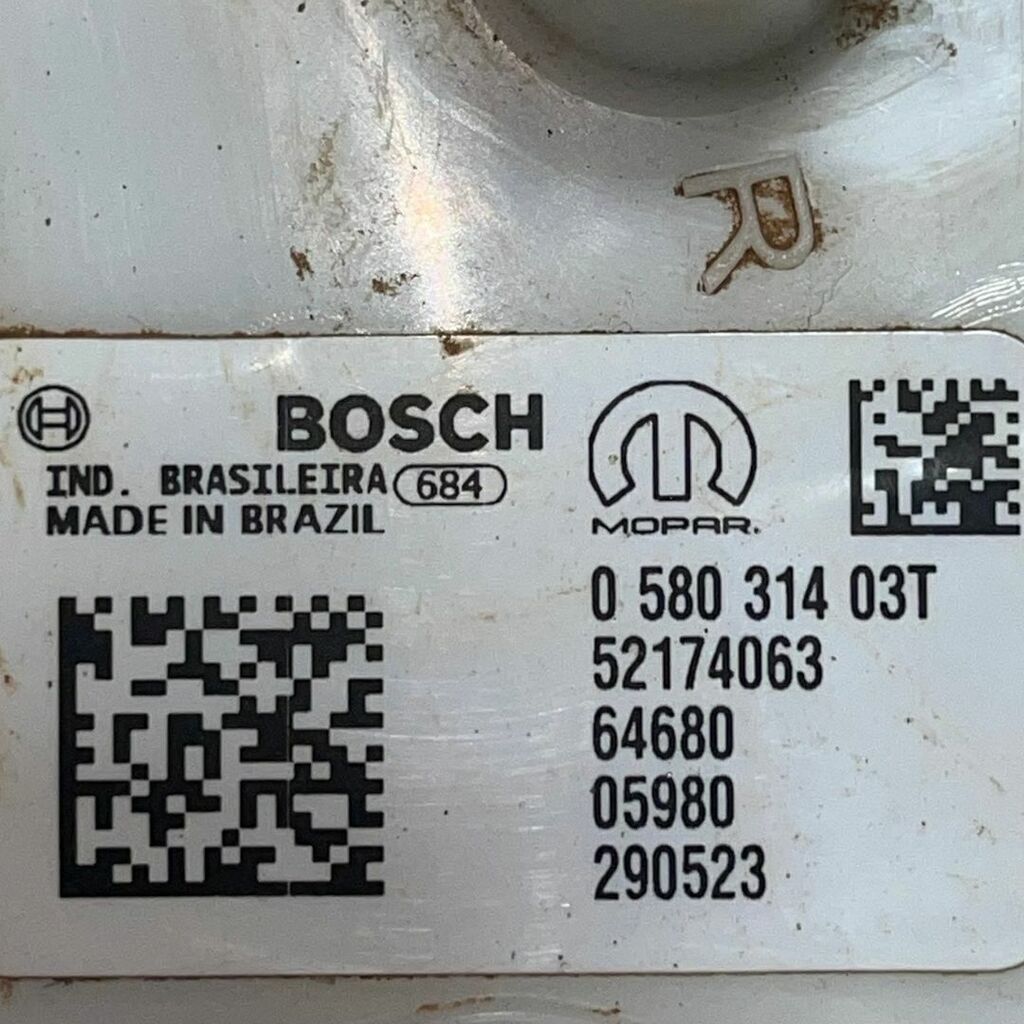 R
BOSCH
IND. BRASILEIRA 684
MADE IN BRAZIL
MOPAR.
0 580 314 03T
52174063
64680
05980
290523